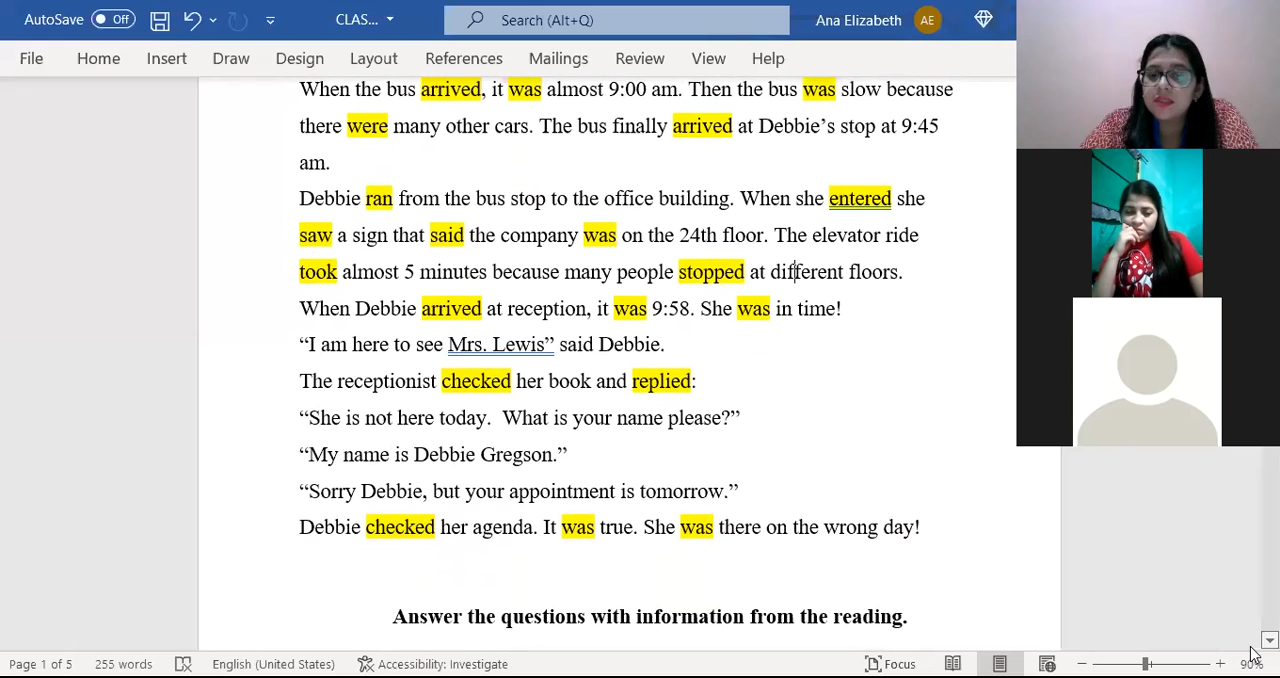 AutoSave Off CLAS... Search (Alt+Q) Ana Elizabeth AE
File Home Insert Draw Design Layout References Mailings Review View Help
When the bus arrived, it was almost 9:00 am. Then the bus was slow because
there were many other cars. The bus finally arrived at Debbie’s stop at 9:45
am.
Debbie ran from the bus stop to the office building. When she entered she
saw a sign that said the company was on the 24th floor. The elevator ride
took almost 5 minutes because many people stopped at different floors.
When Debbie arrived at reception, it was 9:58. She was in time!
“I am here to see Mrs. Lewis” said Debbie.
The receptionist checked her book and replied:
“She is not here today.  What is your name please?”
“My name is Debbie Gregson.”
“Sorry Debbie, but your appointment is tomorrow.”
Debbie checked her agenda. It was true. She was there on the wrong day!
Answer the questions with information from the reading.
Page 1 of 5 255 words English (United States) Accessibility: Investigate Focus 90%